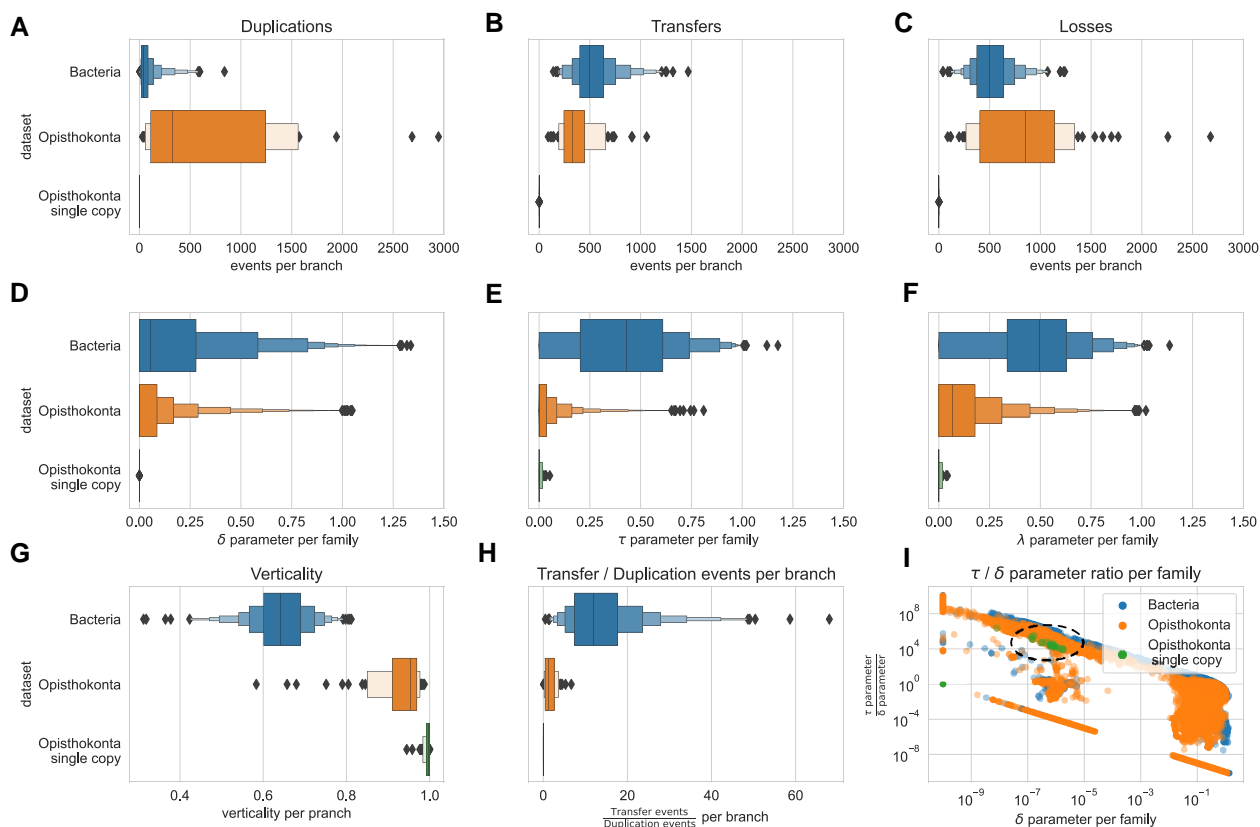 A
Duplications
B
Transfers
C
Losses
dataset
Bacteria
Opisthokonta
Opisthokonta
single copy
0 500 1000 1500 2000 2500 3000
events per branch
0 500 1000 1500 2000 2500 3000
events per branch
0 500 1000 1500 2000 2500 3000
events per branch
D
E
F
dataset
Bacteria
Opisthokonta
Opisthokonta
single copy
0.00 0.25 0.50 0.75 1.00 1.25 1.50
δ parameter per family
0.00 0.25 0.50 0.75 1.00 1.25 1.50
τ parameter per family
0.00 0.25 0.50 0.75 1.00 1.25 1.50
λ parameter per family
G
Verticality
H
Transfer / Duplication events per branch
I
τ / δ parameter ratio per family
dataset
Bacteria
Opisthokonta
Opisthokonta
single copy
0.4 0.6 0.8 1.0
verticality per pranch
0 20 40 60
Transfer events
Duplication events
per branch
τ parameter
δ parameter
10⁸
10⁴
10⁰
10⁻⁴
10⁻⁸
Bacteria
Opisthokonta
Opisthokonta
single copy
10⁻⁹ 10⁻⁷ 10⁻⁵ 10⁻³ 10⁻¹
δ parameter per family